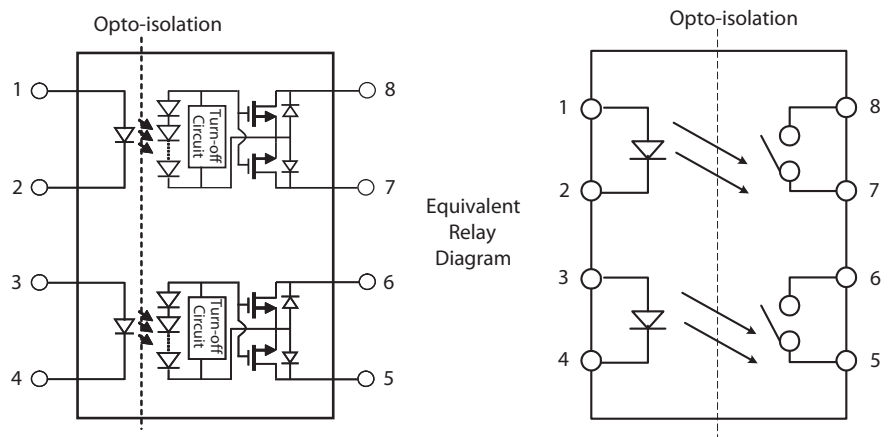 Opto-isolation
1
2
3
4
8
7
6
5
Turn-off
Circuit
Turn-off
Circuit
Equivalent
Relay
Diagram
Opto-isolation
1
2
3
4
8
7
6
5